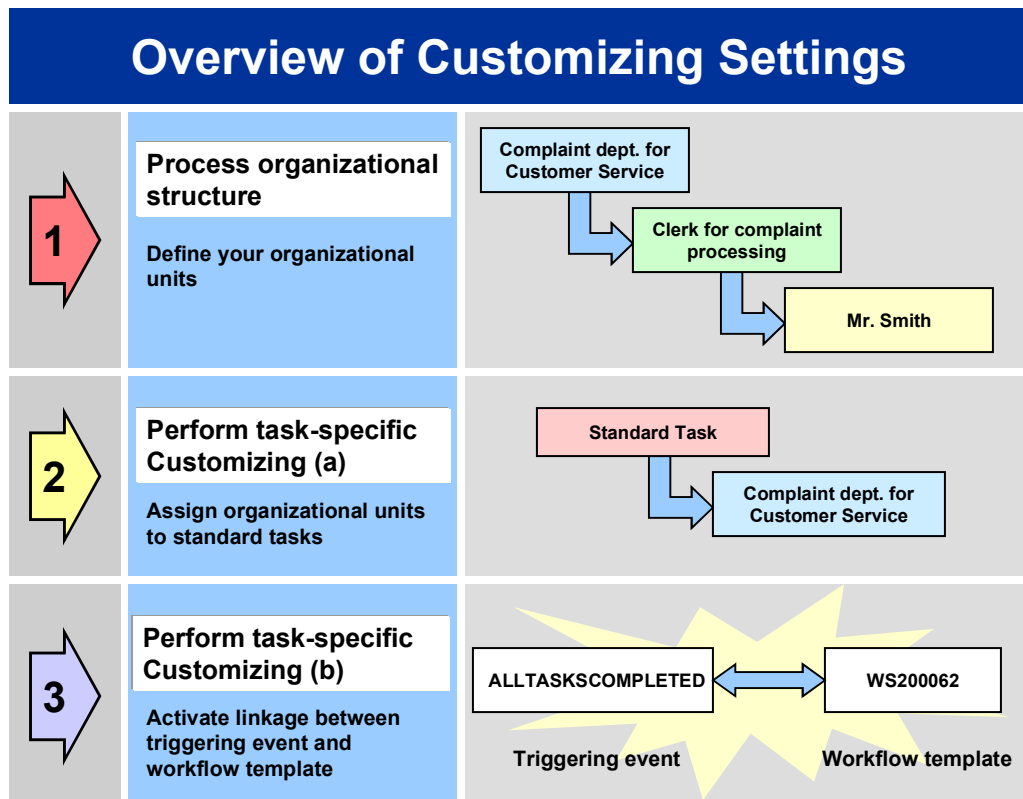 Overview of Customizing Settings
1
Process organizational
structure
Define your organizational
units
Complaint dept. for
Customer Service
Clerk for complaint
processing
Mr. Smith
2
Perform task-specific
Customizing (a)
Assign organizational units
to standard tasks
Standard Task
Complaint dept. for
Customer Service
3
Perform task-specific
Customizing (b)
Activate linkage between
triggering event and
workflow template
ALLTASKSCOMPLETED
WS200062
Triggering event
Workflow template